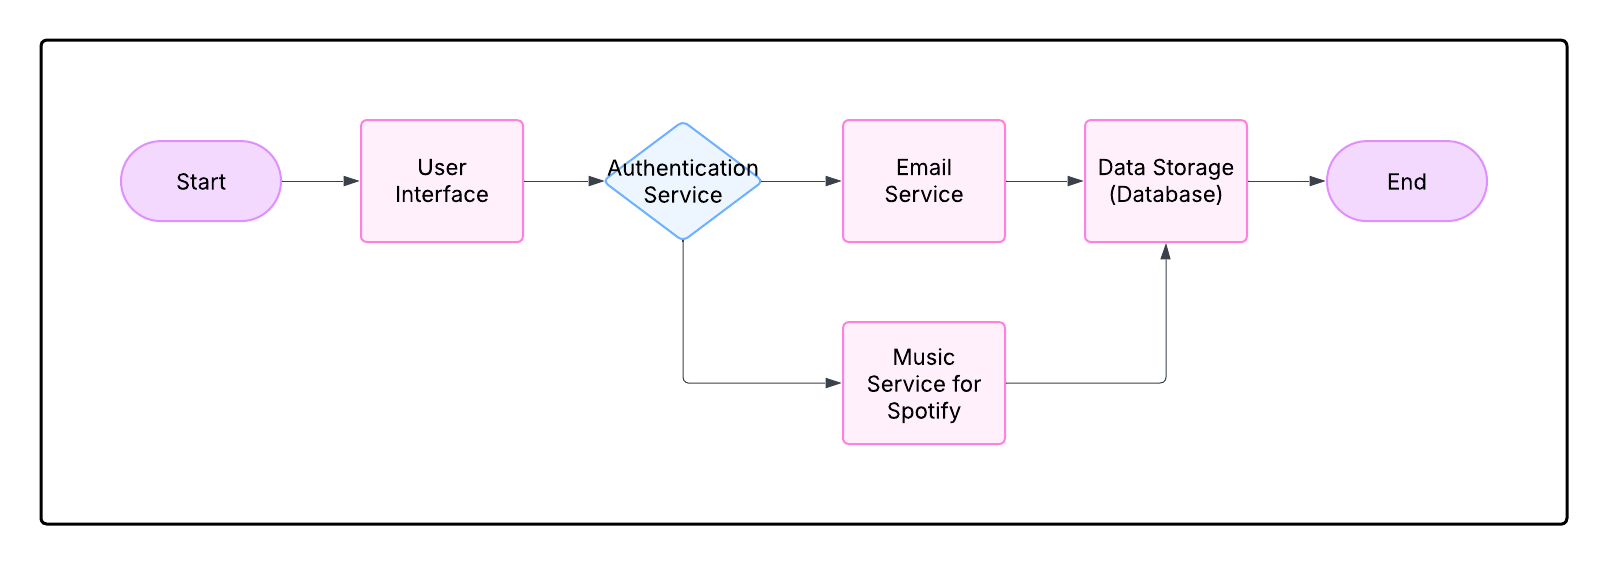 Start
User
Interface
Authentication
Service
Email
Service
Data Storage
(Database)
End
Music
Service for
Spotify